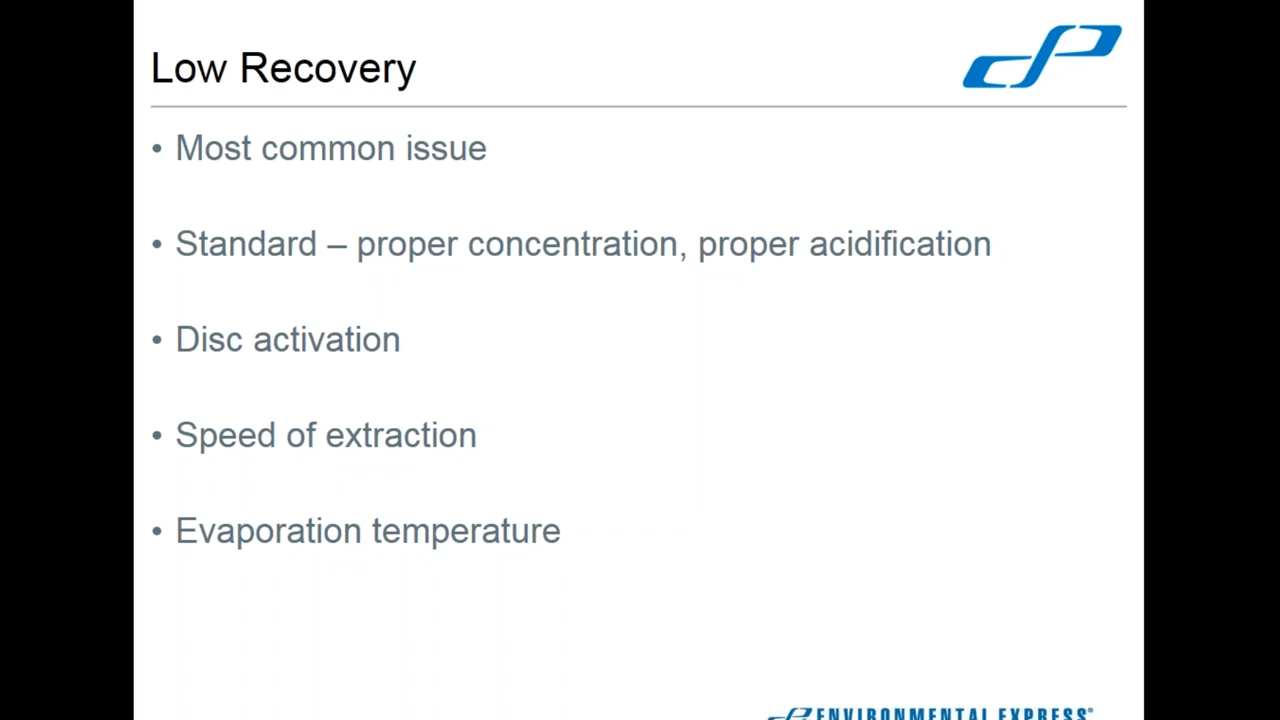 Low Recovery
• Most common issue
• Standard – proper concentration, proper acidification
• Disc activation
• Speed of extraction
• Evaporation temperature
ENVIRONMENTAL EXPRESS®